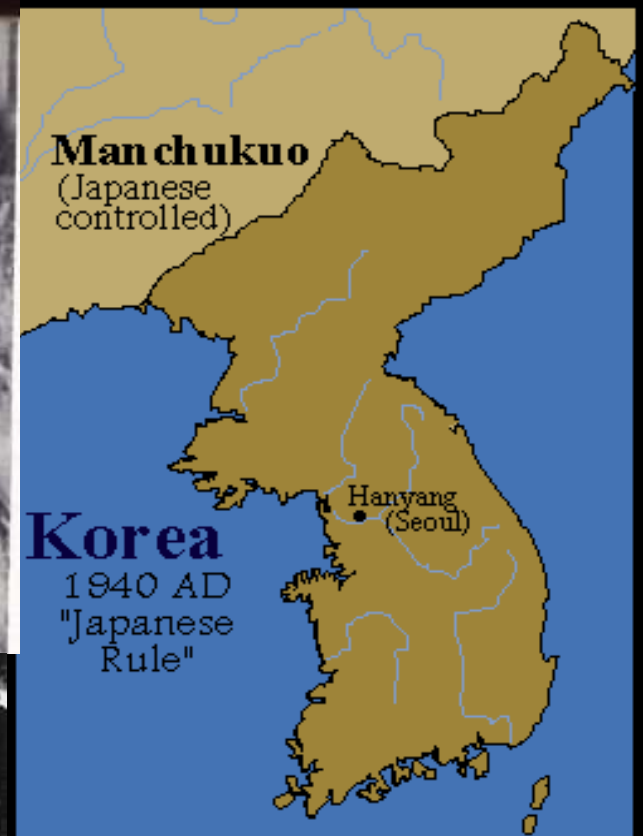 Manchukuo
(Japanese
controlled)
Hanyang
(Seoul)
Korea
1940 AD
"Japanese
Rule"